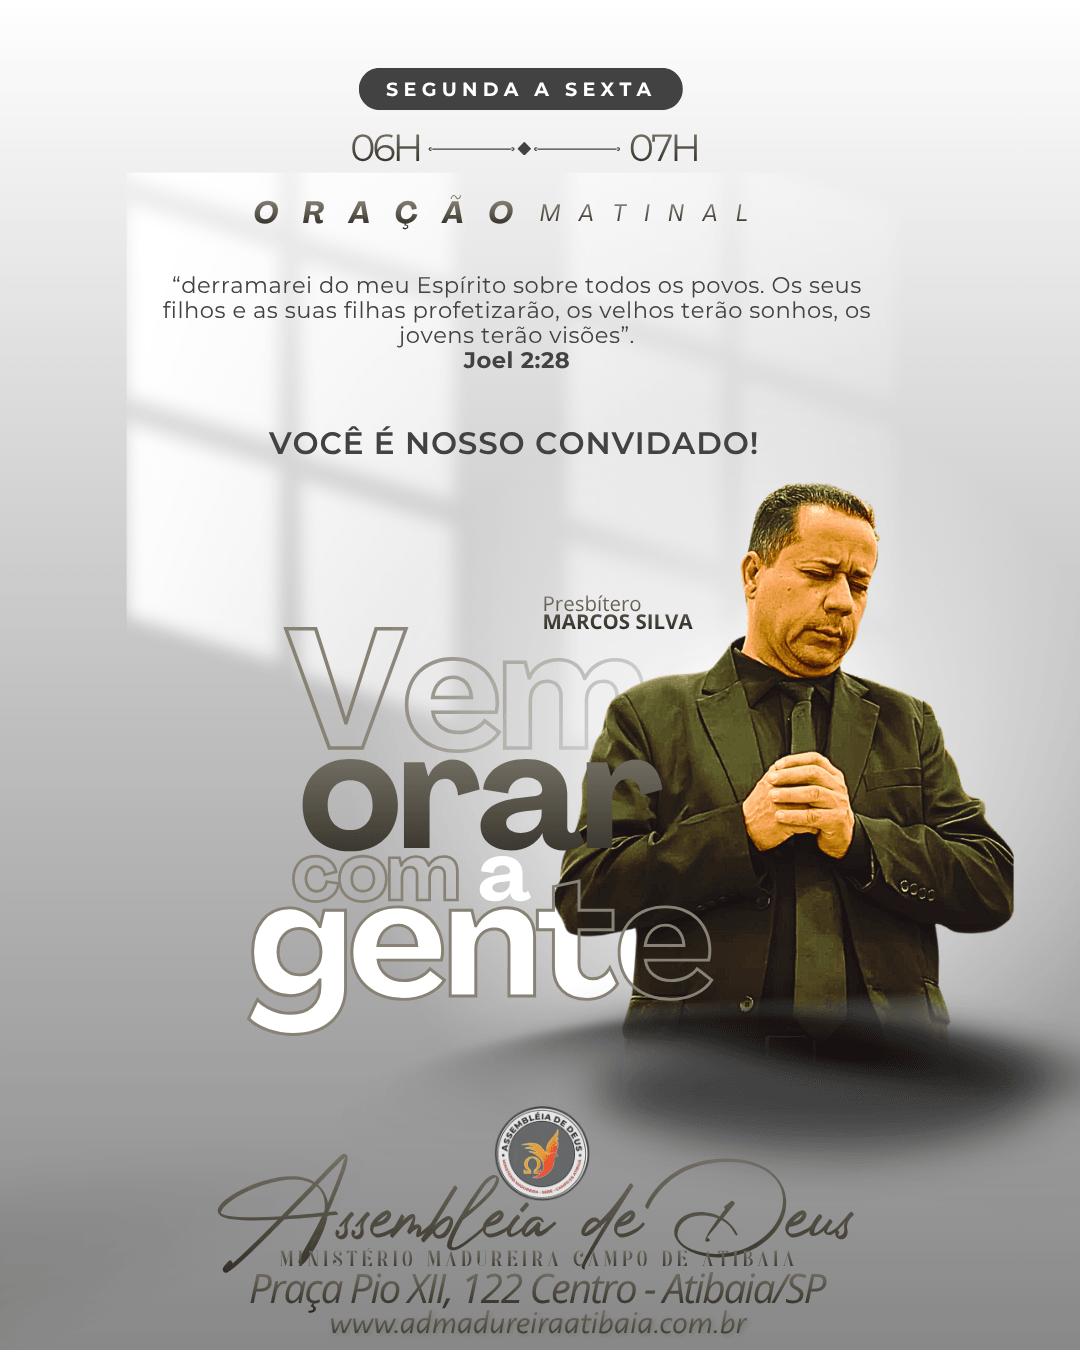 SEGUNDA A SEXTA
06H 07H
ORAÇÃO MATINAL
“derramarei do meu Espírito sobre todos os povos. Os seus
filhos e as suas filhas profetizarão, os velhos terão sonhos, os
jovens terão visões”.
Joel 2:28
VOCÊ É NOSSO CONVIDADO!
Presbítero
MARCOS SILVA
Vem
orar
com a
gente
ASSEMBLÉIA DE DEUS
Assembleia de Deus
MINISTÉRIO MADUREIRA CAMPO DE ATIBAIA
Praça Pio XII, 122 Centro - Atibaia/SP
www.admadureiraatibaia.com.br